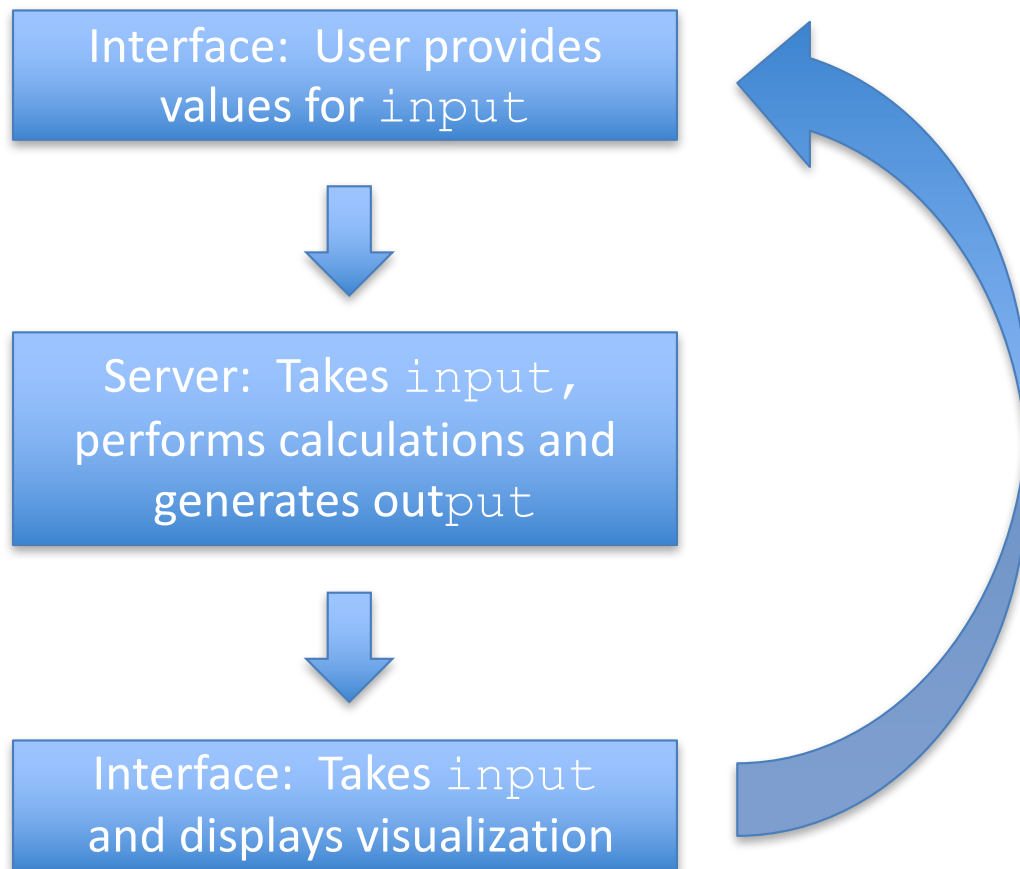 Interface:  User provides
values for input
Server:  Takes input,
performs calculations and
generates output
Interface:  Takes input
and displays visualization